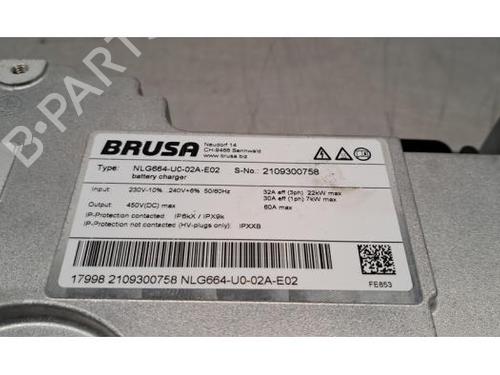 BRUSA
Neudorf 14
CH-9466 Sennwald
www.brusa.biz
Type: NLG664-U0-02A-E02 S-No.: 2109300758
battery charger
Input: 230V-10%...240V+6% 50/60Hz 32A eff (3ph) 22kW max
30A eff (1ph) 7kW max
Output: 450V(DC) max 60A max
IP-Protection contacted IP6kX / IPX9k
IP-Protection not contacted (HV-plugs only): IPXXB
17998 2109300758 NLG664-U0-02A-E02
FE853
B-PARTS